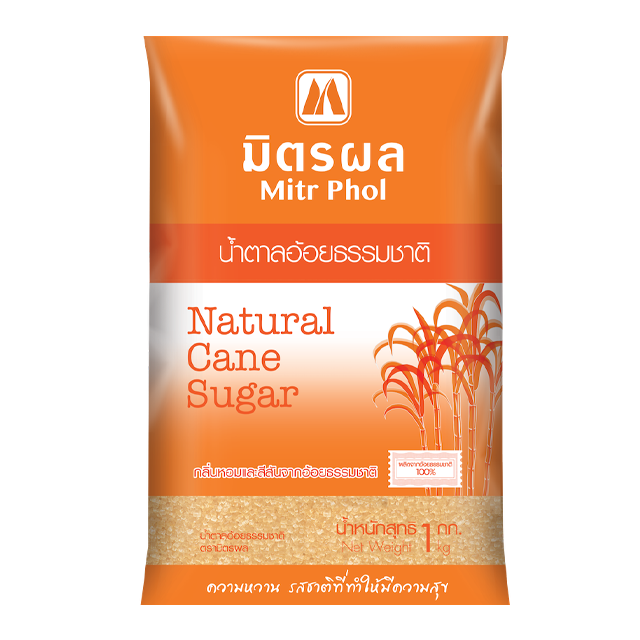 มิตรผล
Mitr Phol
น้ำตาลอ้อยธรรมชาติ
Natural
Cane
Sugar
กลิ่นหอมและสีสันจากอ้อยธรรมชาติ
ผลิตจากอ้อยธรรมชาติ
100%
น้ำตาลอ้อยธรรมชาติ
ตรามิตรผล
น้ำหนักสุทธิ 1 กก.
Net Weight kg
ความหวาน รสชาติที่ทำให้มีความสุข